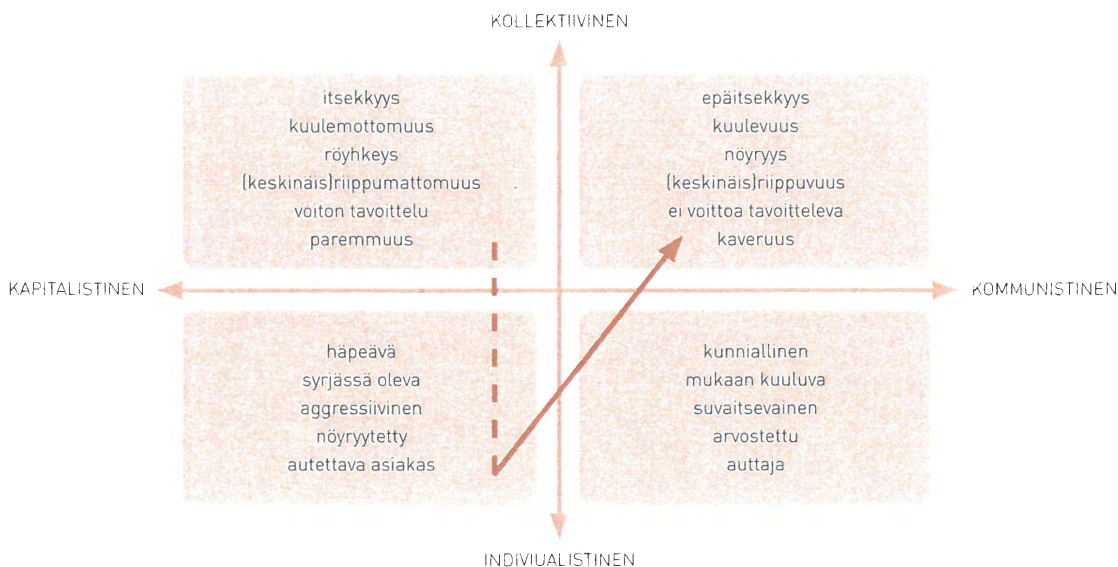 KOLLEKTIIVINEN
itsekkyys
kuulemottomuus
röyhkeys
(keskinäis)riippumattomuus
voiton tavoittelu
paremmuus
epäitsekkyys
kuulevuus
nöyryys
(keskinäis)riippuvuus
ei voittoa tavoitteleva
kaveruus
KAPITALISTINEN
KOMMUNISTINEN
häpeävä
syrjässä oleva
aggressiivinen
nöyryytetty
autettava asiakas
kunniallinen
mukaan kuuluva
suvaitsevainen
arvostettu
auttaja
INDIVIUALISTINEN